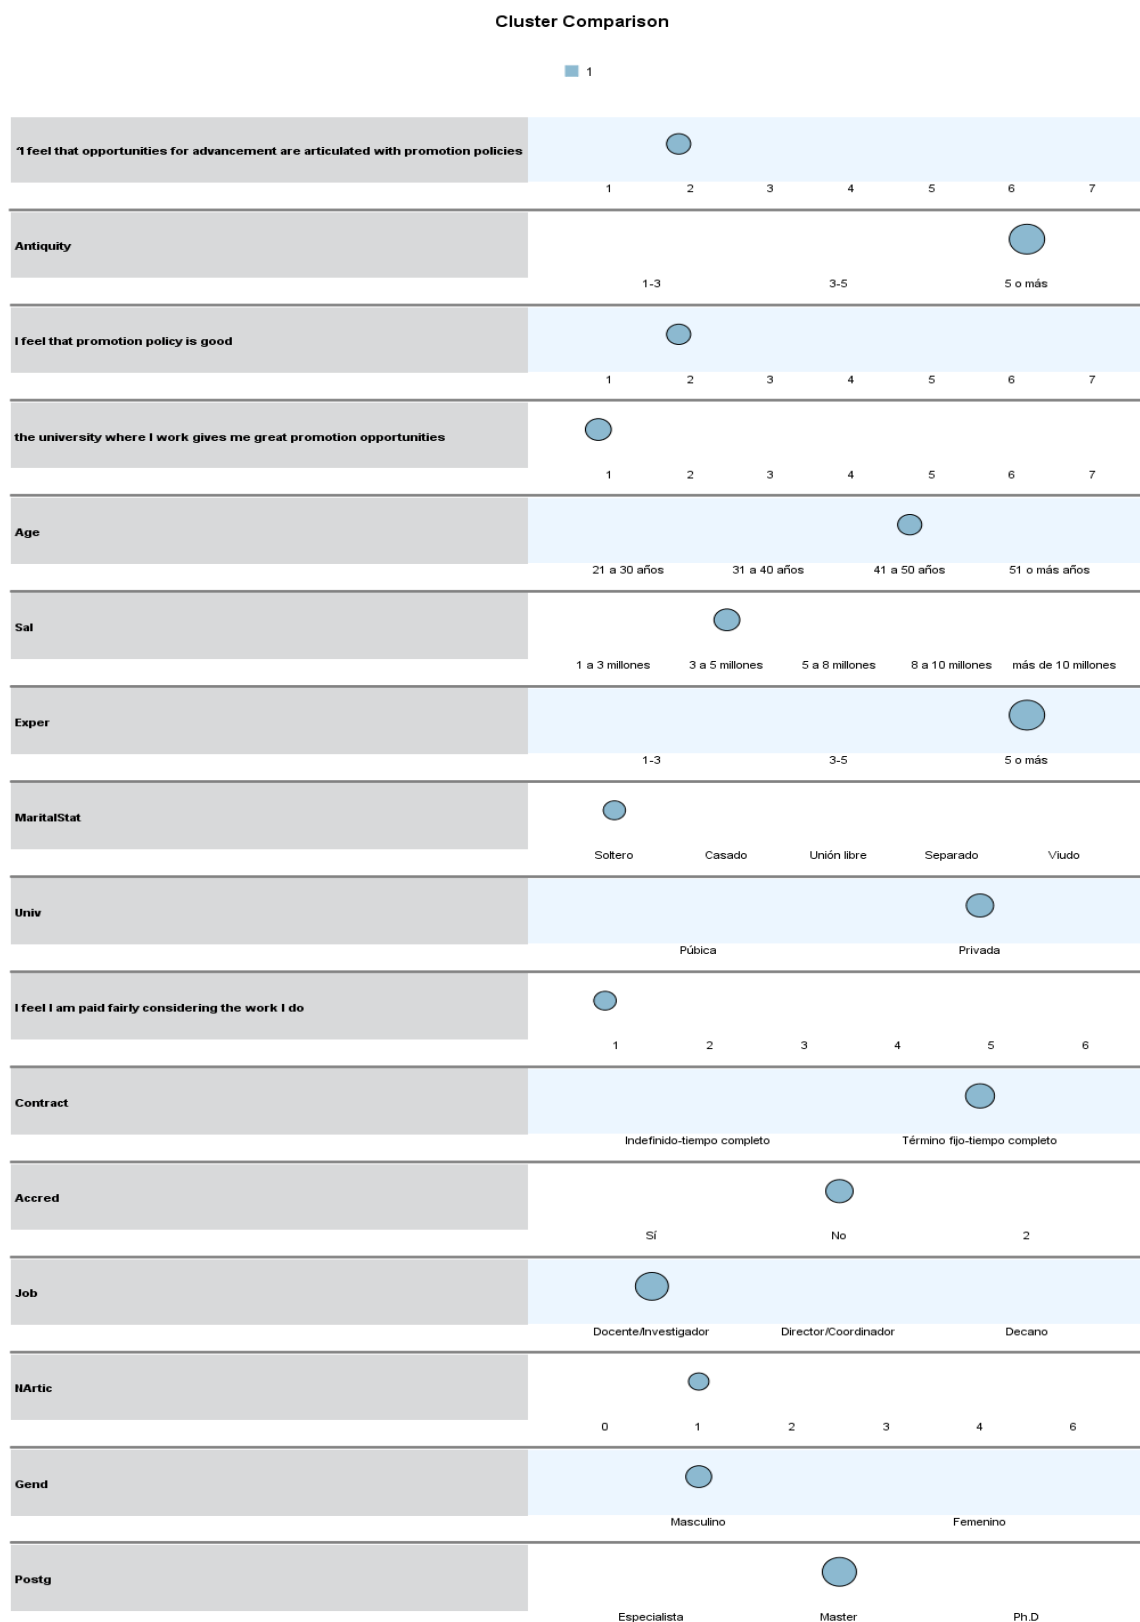 Cluster Comparison
1
“I feel that opportunities for advancement are articulated with promotion policies
1 2 3 4 5 6 7
Antiquity
1-3 3-5 5 o más
I feel that promotion policy is good
1 2 3 4 5 6 7
the university where I work gives me great promotion opportunities
1 2 3 4 5 6 7
Age
21 a 30 años 31 a 40 años 41 a 50 años 51 o más años
Sal
1 a 3 millones 3 a 5 millones 5 a 8 millones 8 a 10 millones más de 10 millones
Exper
1-3 3-5 5 o más
MaritalStat
Soltero Casado Unión libre Separado Viudo
Univ
Púbica Privada
I feel I am paid fairly considering the work I do
1 2 3 4 5 6
Contract
Indefinido-tiempo completo Término fijo-tiempo completo
Accred
Sí No 2
Job
Docente/Investigador Director/Coordinador Decano
NArtic
0 1 2 3 4 6
Gend
Masculino Femenino
Postg
Especialista Master Ph.D